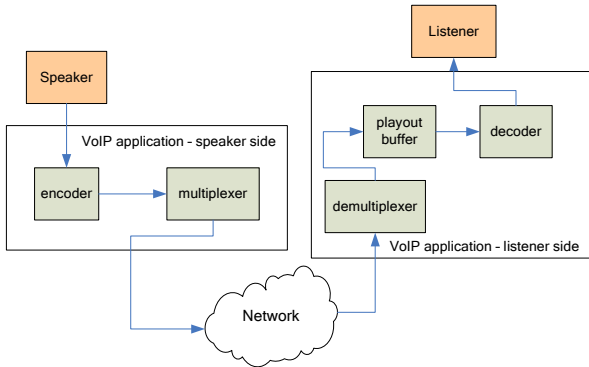 Speaker
VoIP application - speaker side
encoder
multiplexer
Network
Listener
playout
buffer
decoder
demultiplexer
VoIP application - listener side